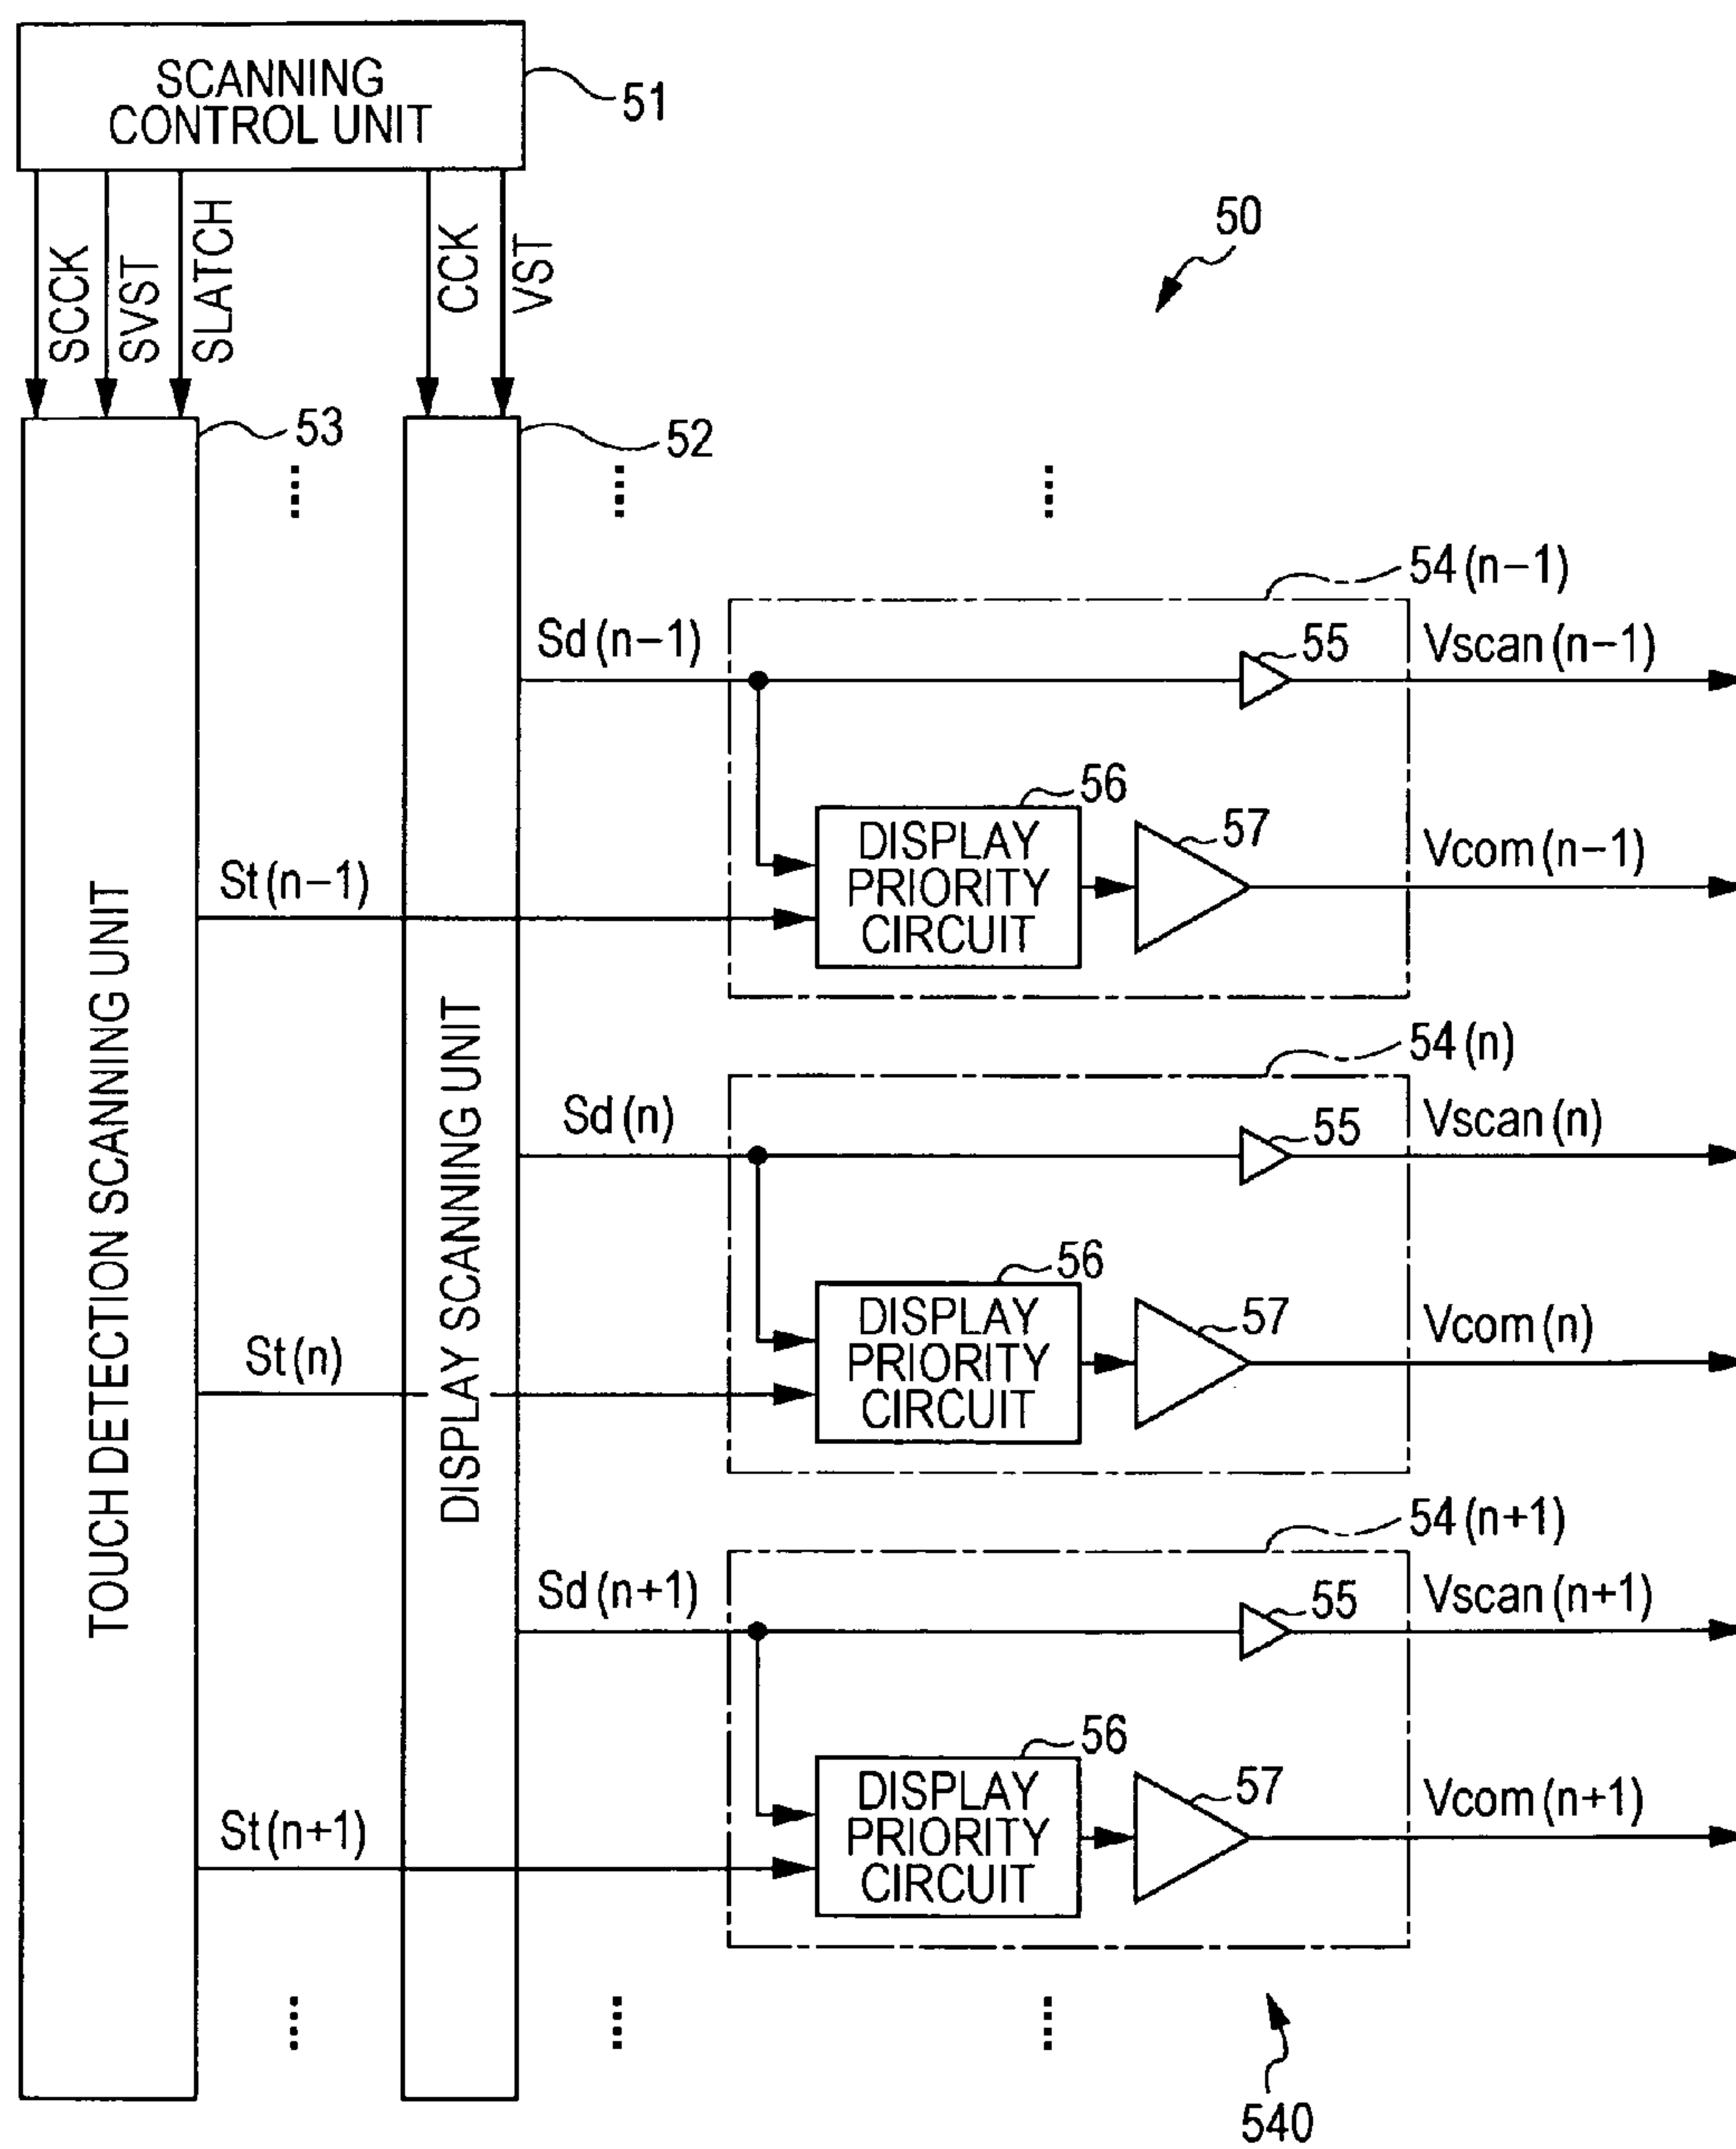 SCANNING
CONTROL UNIT
51
SCCK
SVST
SLATCH
CCK
VST
50
53
52
TOUCH DETECTION SCANNING UNIT
DISPLAY SCANNING UNIT
54(n−1)
Sd(n−1)
55
Vscan(n−1)
56
DISPLAY
PRIORITY
CIRCUIT
57
Vcom(n−1)
St(n−1)
54(n)
Sd(n)
55
Vscan(n)
56
DISPLAY
PRIORITY
CIRCUIT
57
Vcom(n)
St(n)
54(n+1)
Sd(n+1)
55
Vscan(n+1)
56
DISPLAY
PRIORITY
CIRCUIT
57
Vcom(n+1)
St(n+1)
540